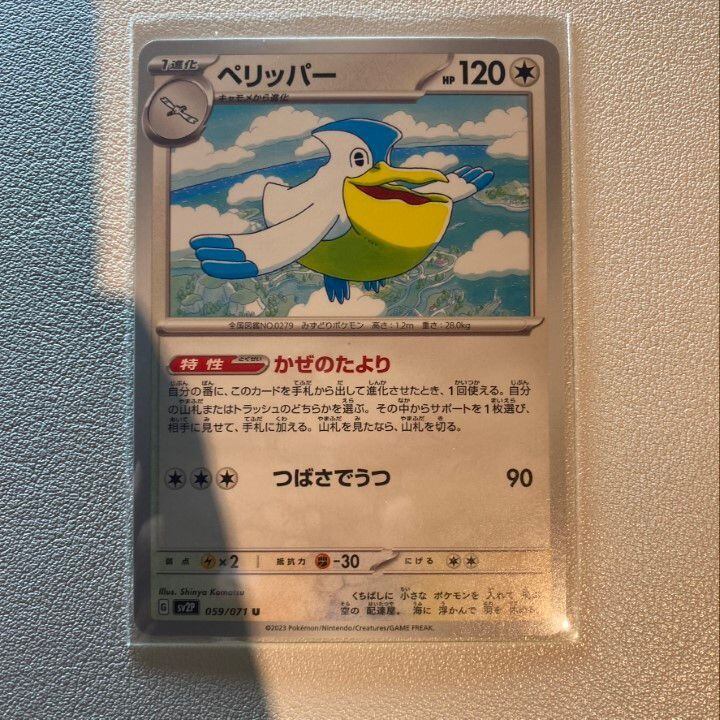 1進化
ペリッパー
HP 120
キャモメから進化
全国図鑑NO.0279 みずどりポケモン 高さ:1.2m 重さ:28.0kg
特性 かぜのたより
自分の番に、このカードを手札から出して進化させたとき、1回使える。自分
の山札またはトラッシュのどちらかを選ぶ。その中からサポートを1枚選び、
相手に見せて、手札に加える。山札を見たなら、山札を切る。
つばさでうつ 90
弱点 ×2 抵抗力 -30 にげる
Illus. Shinya Komatsu
くちばしに 小さな ポケモンを 入れて 飛ぶ
G sv2P 059/071 U
空の 配達屋。海に 浮かんで 羽を
©2023 Pokémon/Nintendo/Creatures/GAME FREAK.